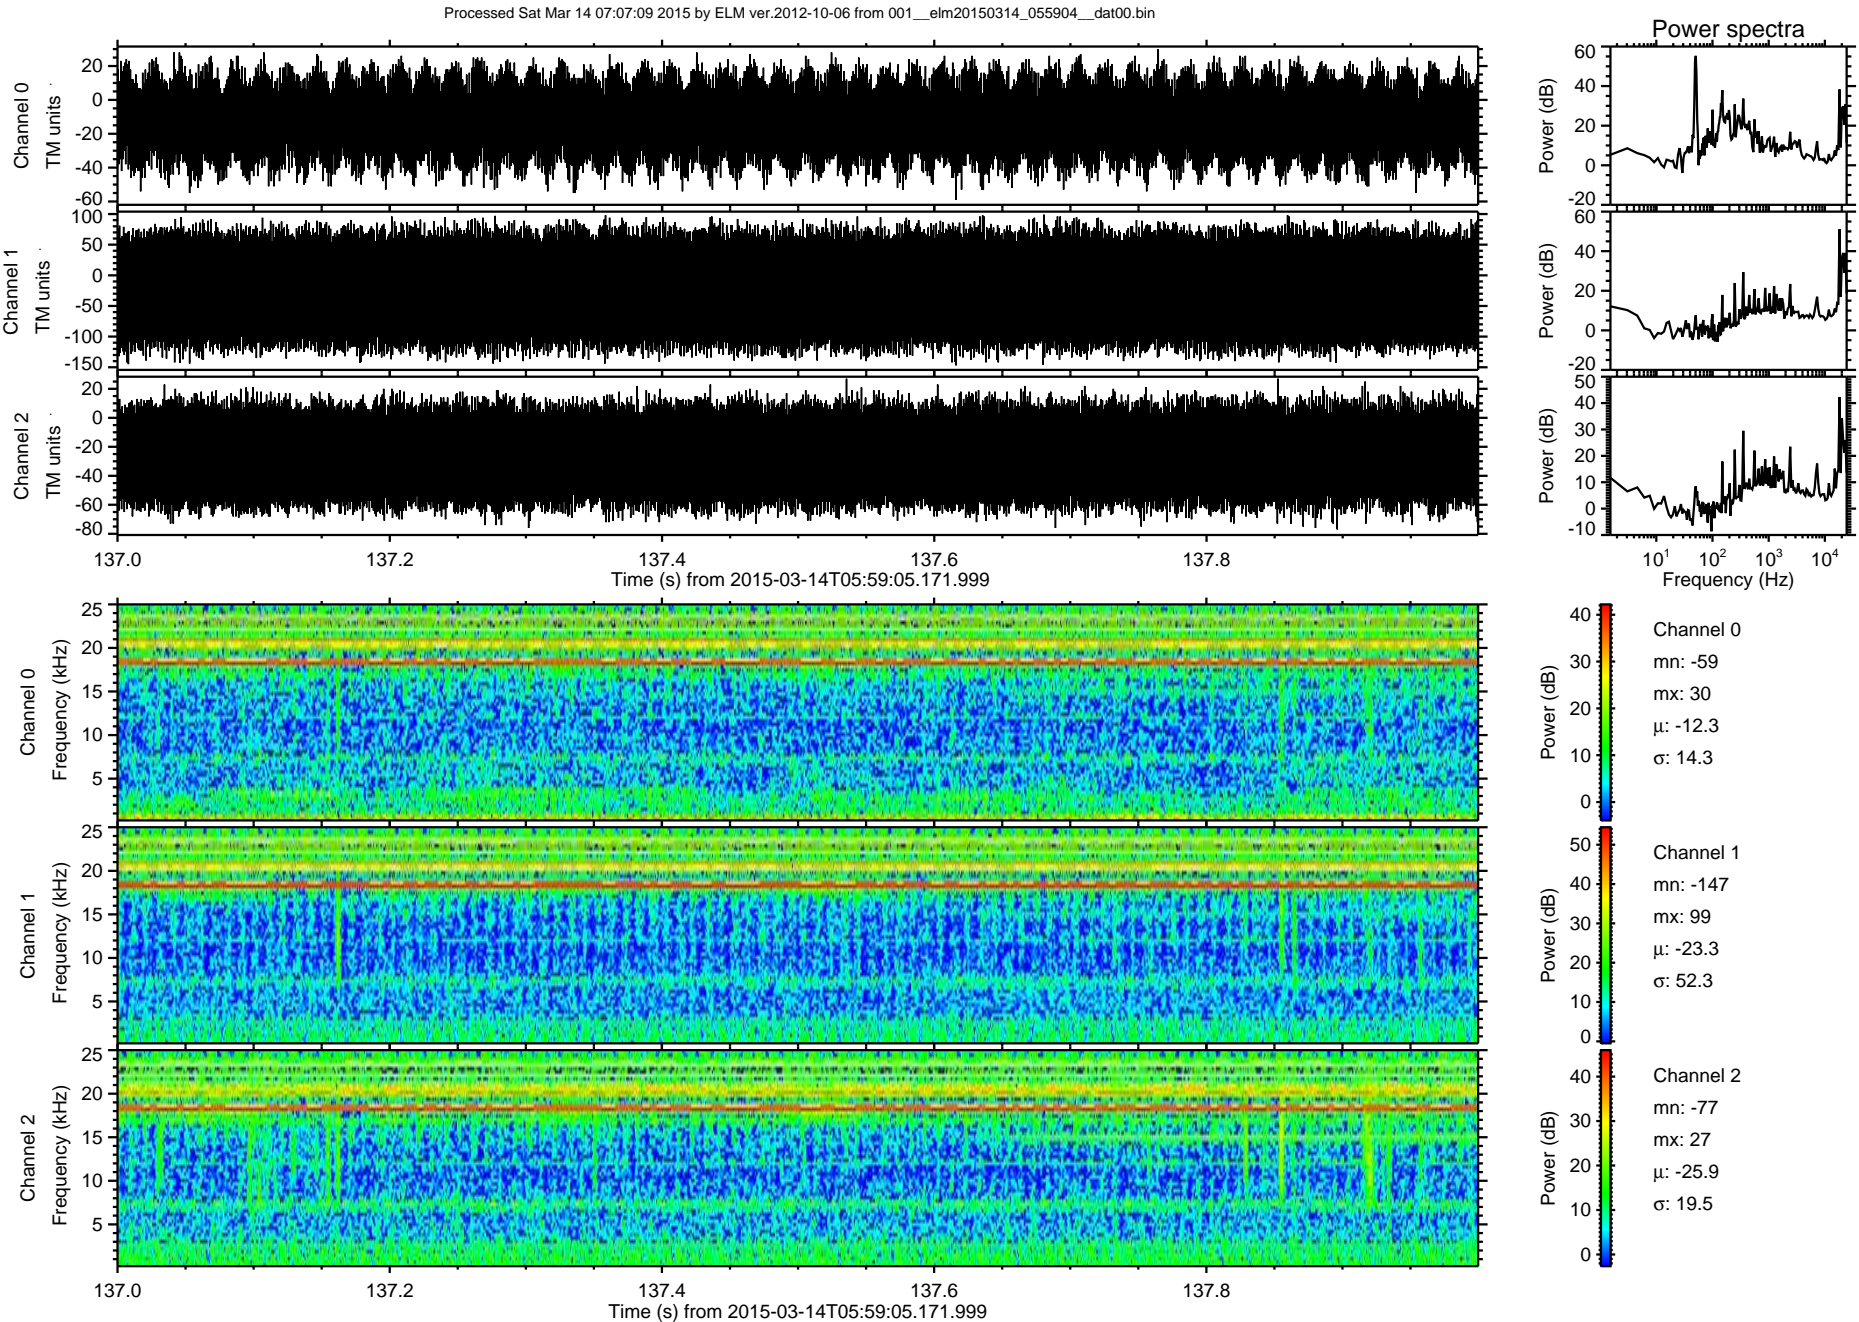 Processed Sat Mar 14 07:07:09 2015 by ELM ver.2012-10-06 from 001__elm20150314_055904__dat00.bin
Power spectra
Channel 0
TM units
20
0
-20
-40
-60
Power (dB)
60
40
20
0
-20
Channel 1
TM units
100
50
0
-50
-100
-150
Power (dB)
60
40
20
0
-20
Channel 2
TM units
20
0
-20
-40
-60
-80
Power (dB)
50
40
30
20
10
0
-10
137.0 137.2 137.4 137.6 137.8
Time (s) from 2015-03-14T05:59:05.171.999
10¹ 10² 10³ 10⁴
Frequency (Hz)
Channel 0
Frequency (kHz)
25
20
15
10
5
Power (dB)
40
30
20
10
0
Channel 0
mn: -59
mx: 30
μ: -12.3
σ: 14.3
Channel 1
Frequency (kHz)
25
20
15
10
5
Power (dB)
50
40
30
20
10
0
Channel 1
mn: -147
mx: 99
μ: -23.3
σ: 52.3
Channel 2
Frequency (kHz)
25
20
15
10
5
Power (dB)
40
30
20
10
0
Channel 2
mn: -77
mx: 27
μ: -25.9
σ: 19.5
137.0 137.2 137.4 137.6 137.8
Time (s) from 2015-03-14T05:59:05.171.999